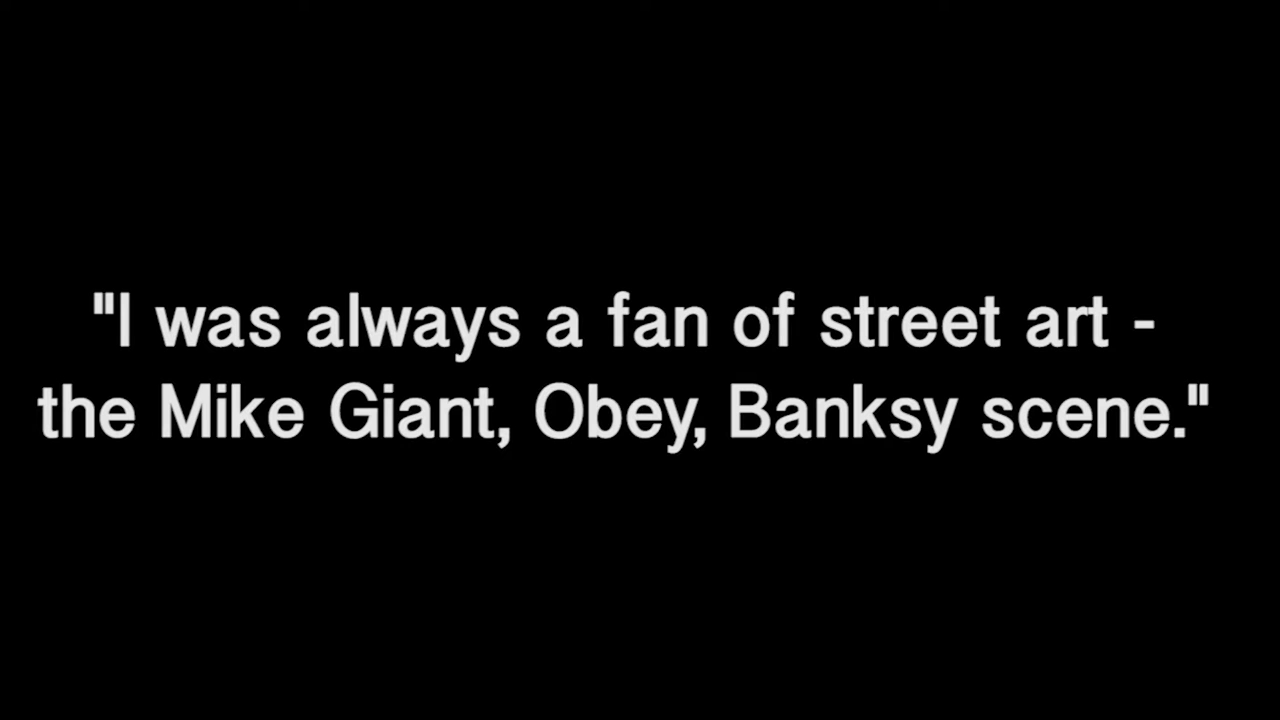 "I was always a fan of street art -
the Mike Giant, Obey, Banksy scene."